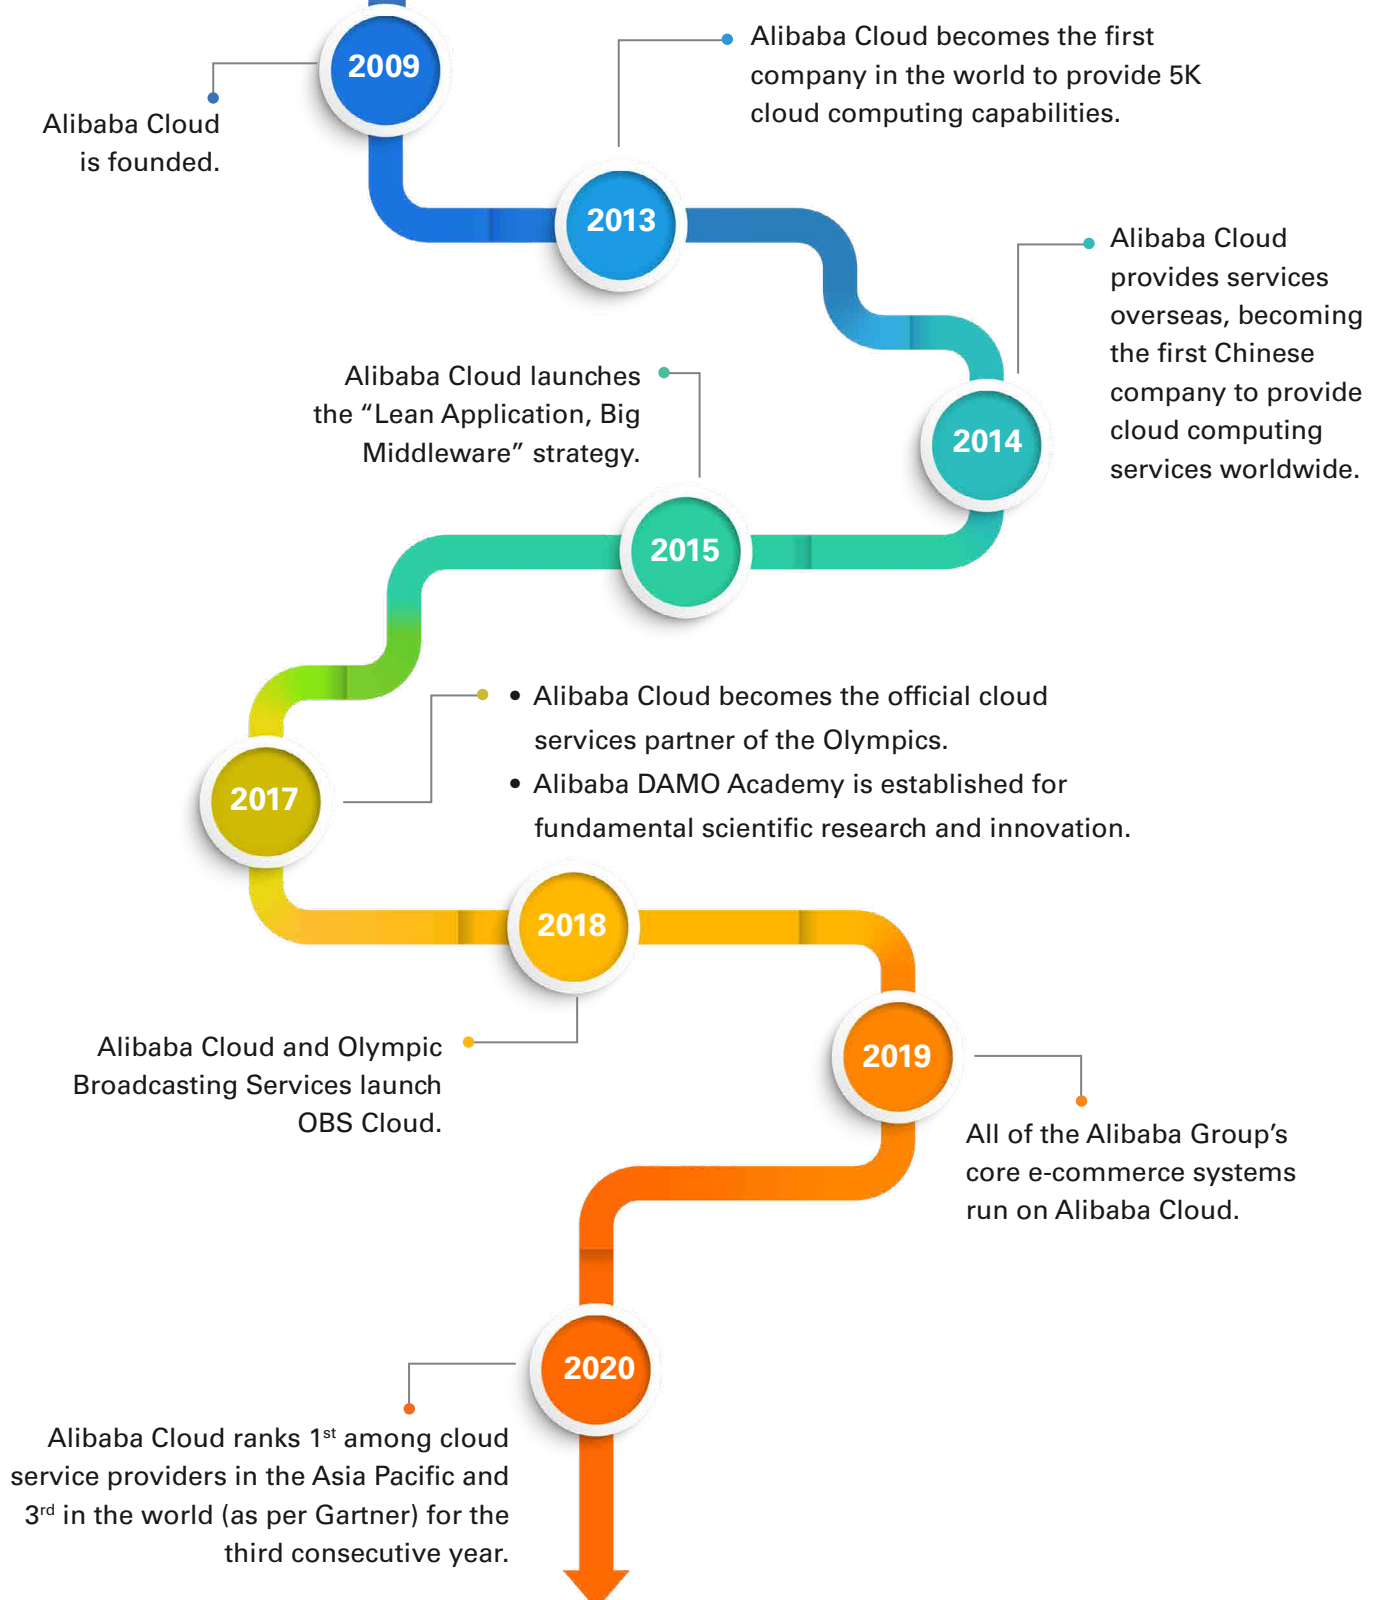 2009
Alibaba Cloud
is founded.
Alibaba Cloud becomes the first
company in the world to provide 5K
cloud computing capabilities.
2013
Alibaba Cloud
provides services
overseas, becoming
the first Chinese
company to provide
cloud computing
services worldwide.
2014
Alibaba Cloud launches
the “Lean Application, Big
Middleware” strategy.
2015
• Alibaba Cloud becomes the official cloud
services partner of the Olympics.
• Alibaba DAMO Academy is established for
fundamental scientific research and innovation.
2017
2018
Alibaba Cloud and Olympic
Broadcasting Services launch
OBS Cloud.
2019
All of the Alibaba Group’s
core e-commerce systems
run on Alibaba Cloud.
2020
Alibaba Cloud ranks 1st among cloud
service providers in the Asia Pacific and
3rd in the world (as per Gartner) for the
third consecutive year.